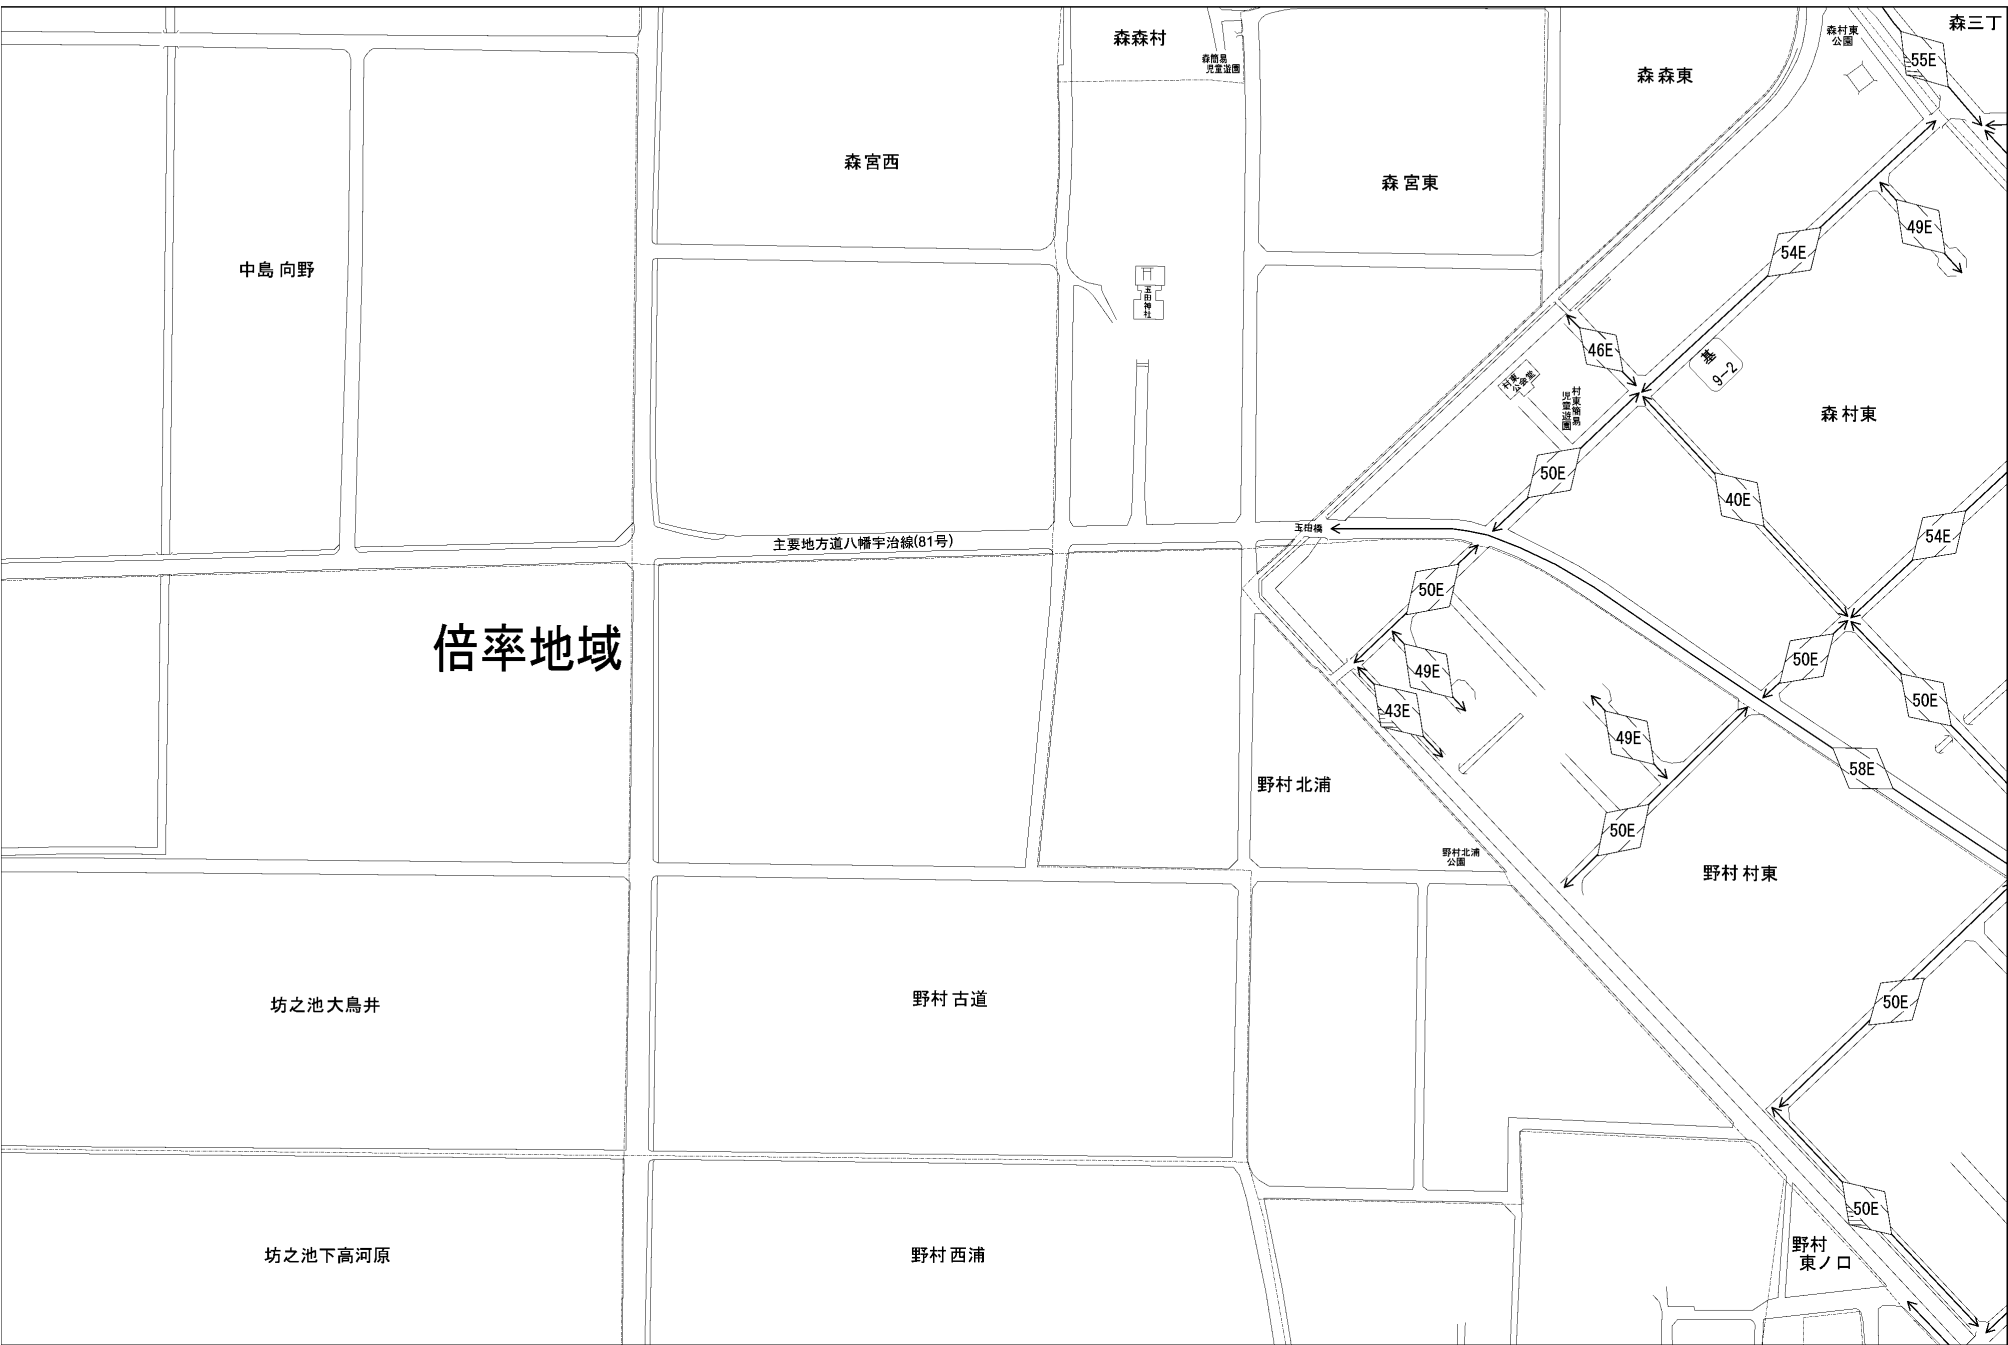 森三丁
森森村
森村東
公園
森簡易
児童遊園
55E
森 森東
森 宮西
森 宮東
49E
54E
中島 向野
玉田神社
46E
基
9-2
村東
公会堂
村東簡易
児童遊園
森 村東
50E
40E
玉田橋
54E
主要地方道八幡宇治線(81号)
50E
倍率地域
50E
49E
50E
43E
49E
58E
野村 北浦
50E
野村北浦
公園
野村 村東
野村 古道
坊之池 大鳥井
50E
50E
野村
東ノ口
坊之池 下高河原
野村 西浦